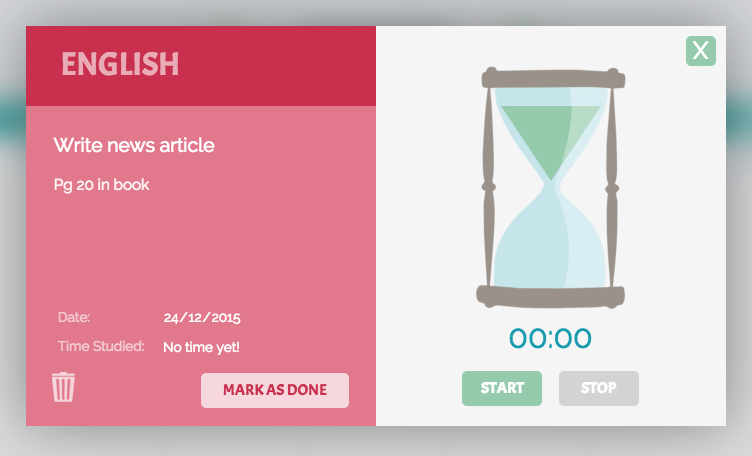 ENGLISH
X
Write news article
Pg 20 in book
Date: 24/12/2015
Time Studied: No time yet!
MARK AS DONE
00:00
START STOP